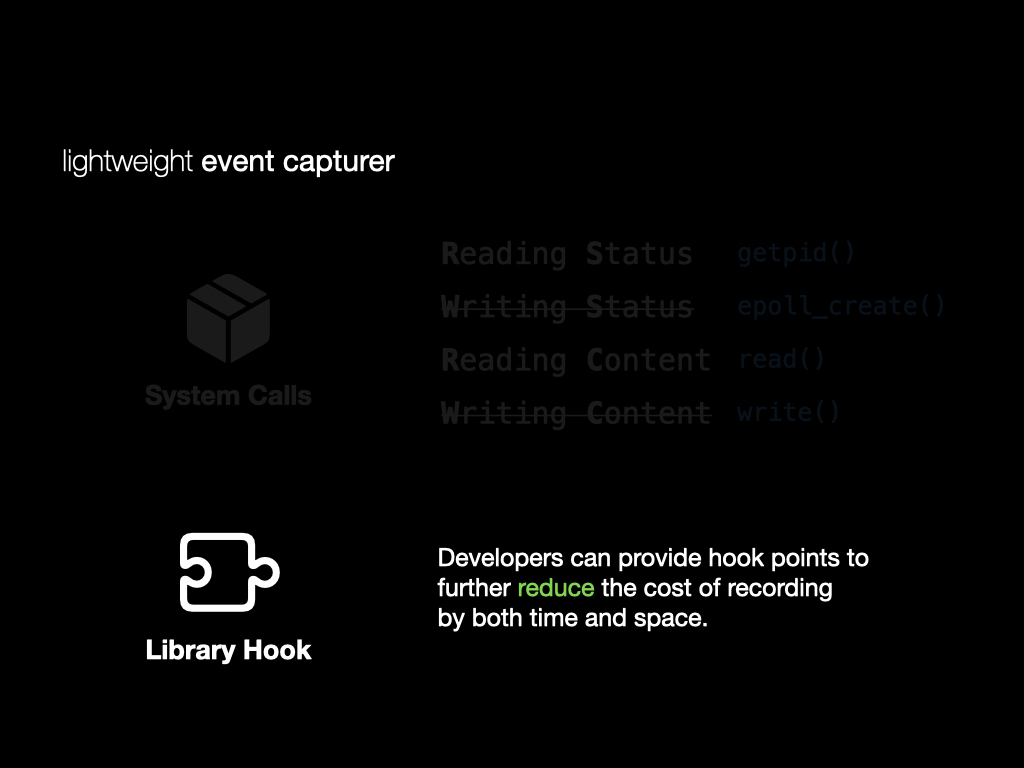 lightweight event capturer
Reading Status getpid()
Writing Status epoll_create()
Reading Content read()
Writing Content write()
System Calls
Developers can provide hook points to
further reduce the cost of recording
by both time and space.
Library Hook